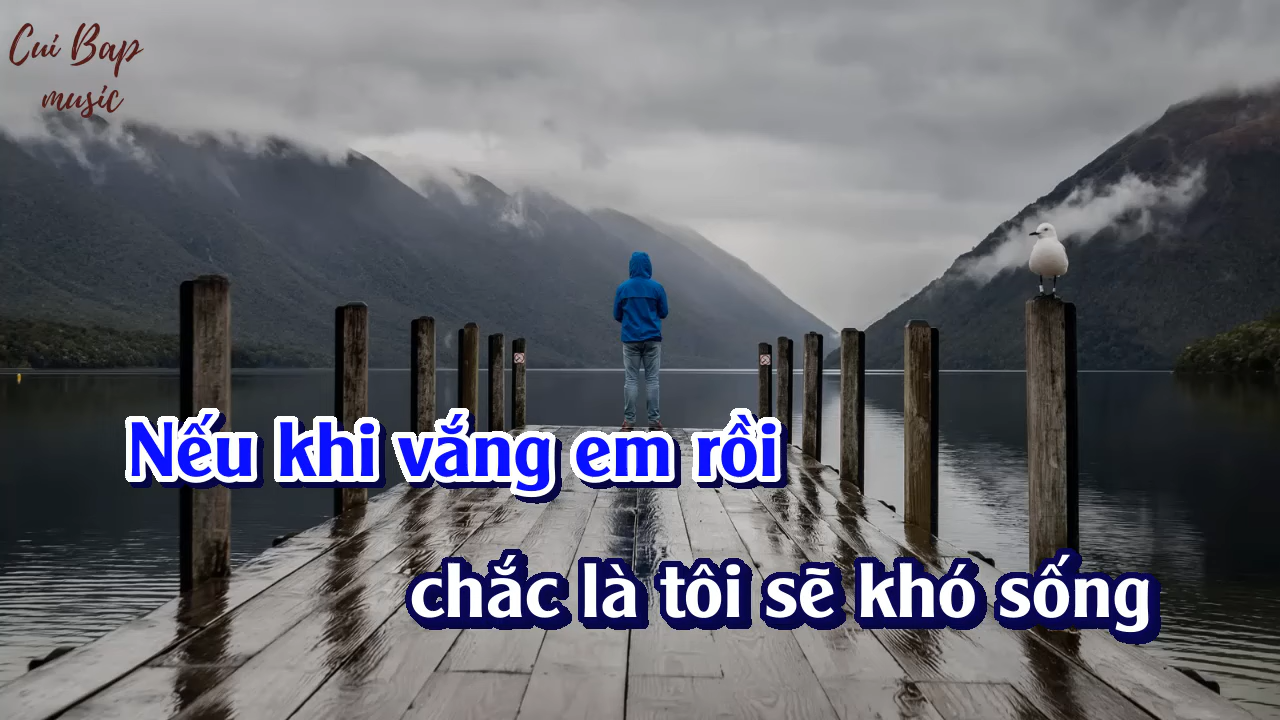 Cui Bap
music
Nếu khi vắng em rồi
chắc là tôi sẽ khó sống